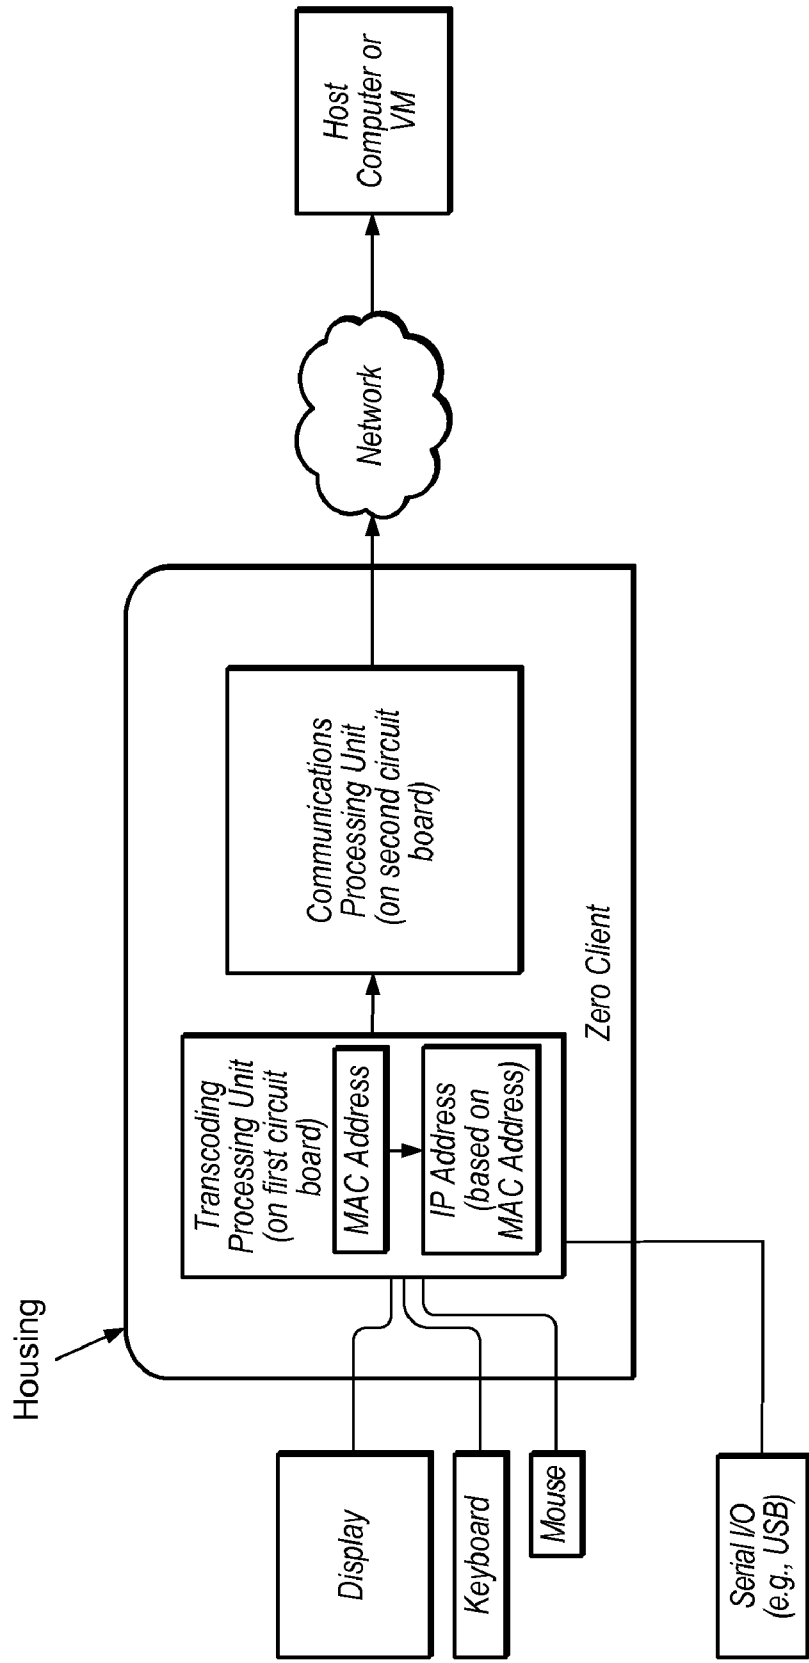 Housing
Display
Keyboard
Mouse
Serial I/O
(e.g., USB)
Transcoding
Processing Unit
(on first circuit
board)
MAC Address
IP Address
(based on
MAC Address)
Communications
Processing Unit
(on second circuit
board)
Zero Client
Network
Host
Computer or
VM